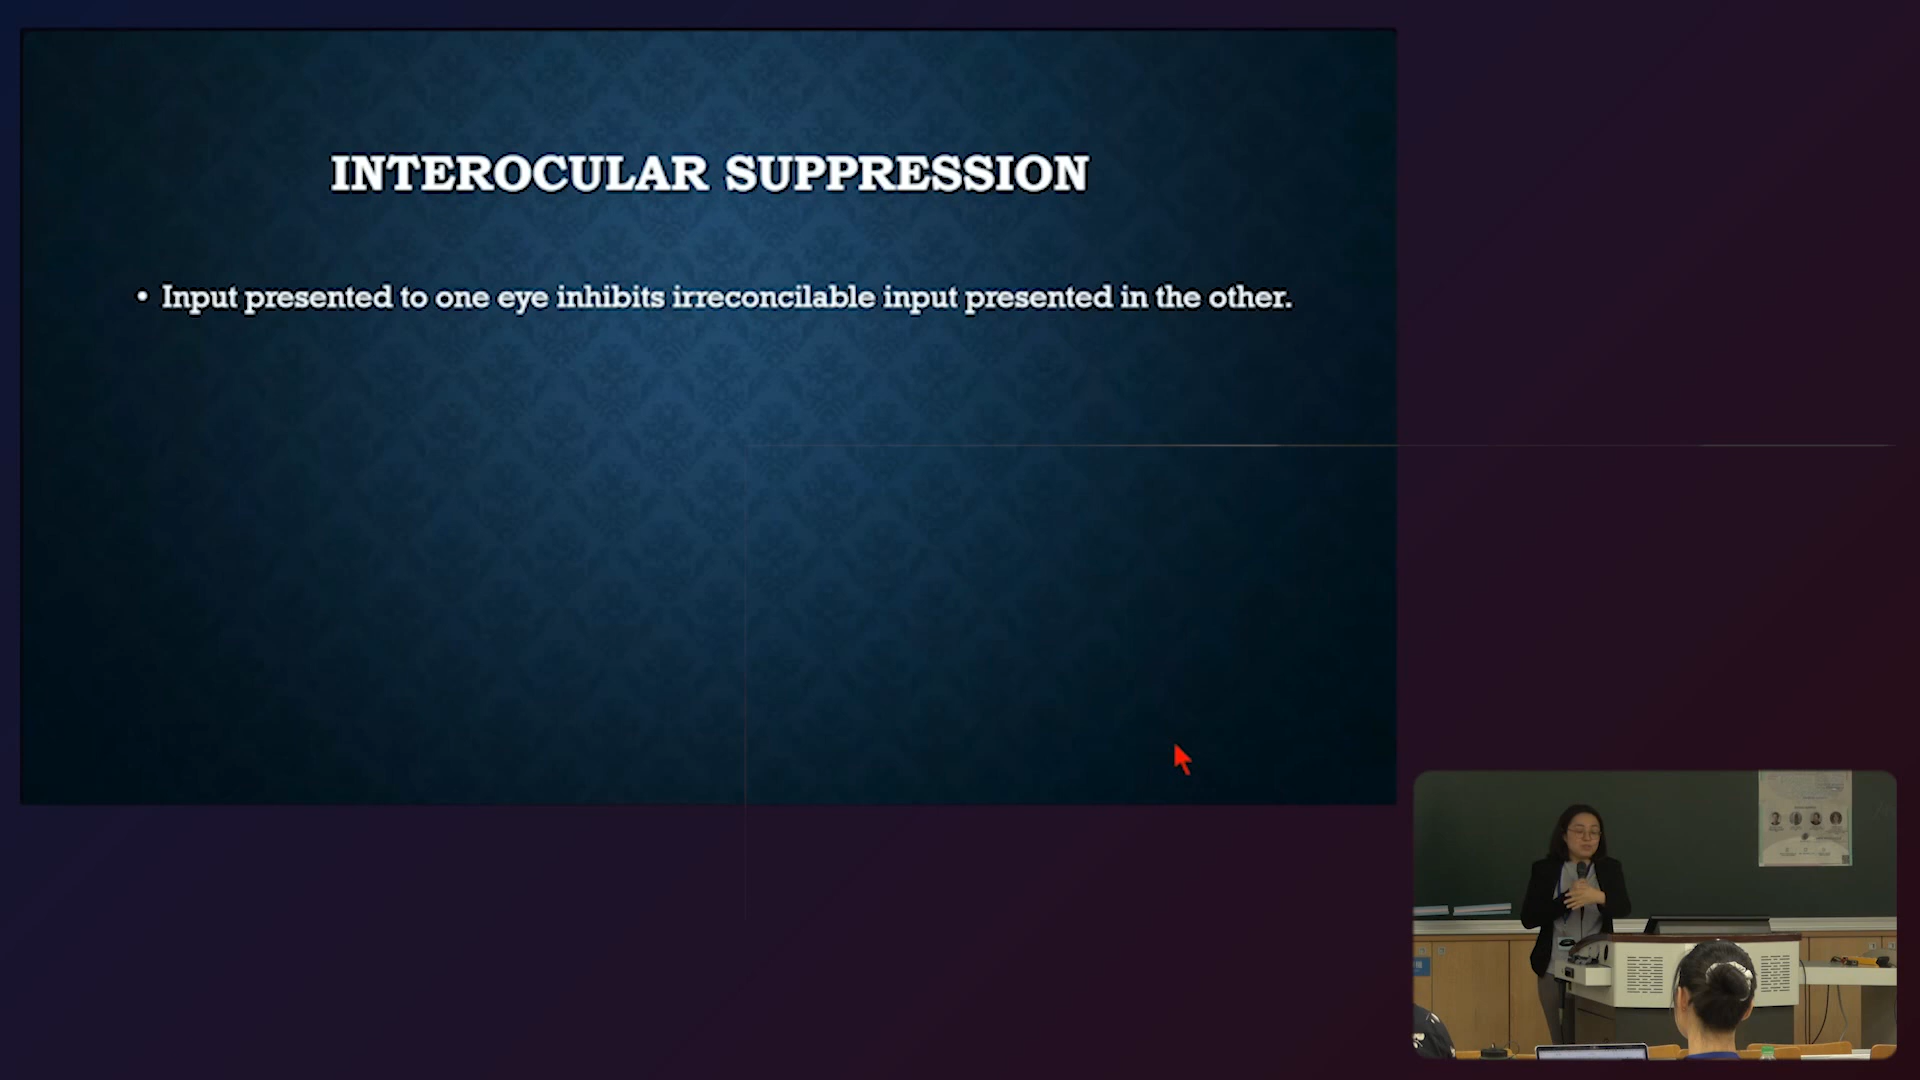 INTEROCULAR SUPPRESSION
• Input presented to one eye inhibits irreconcilable input presented in the other.